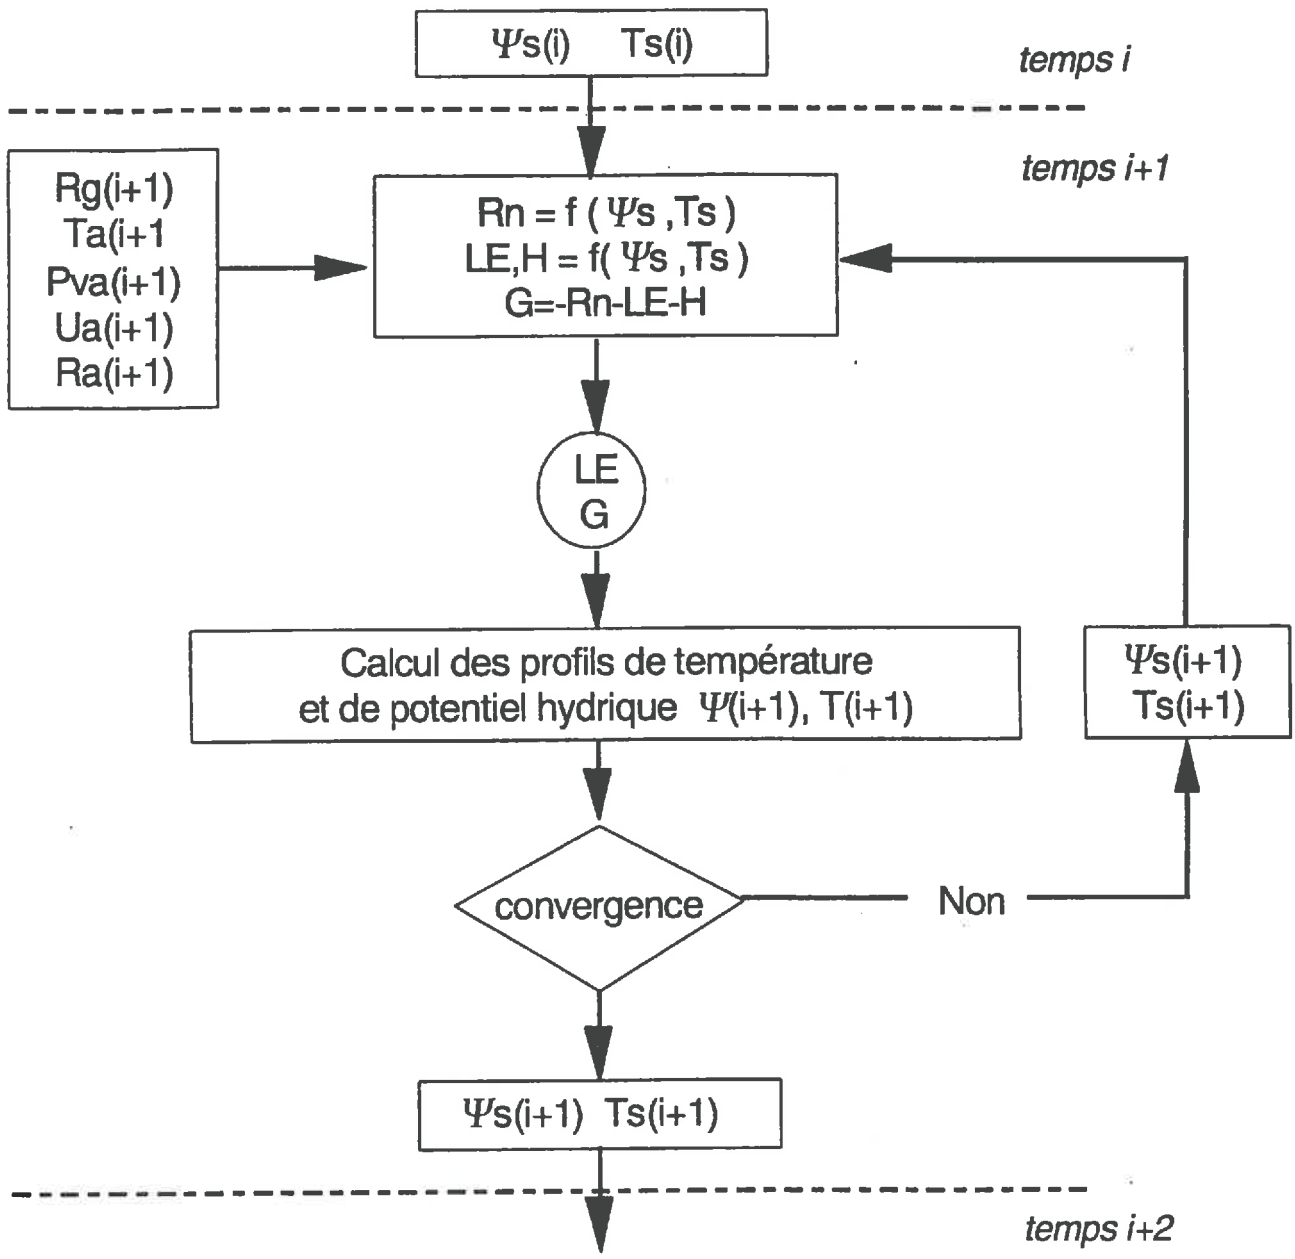 Ψs(i) Ts(i)
temps i
temps i+1
Rg(i+1)
Ta(i+1
Pva(i+1)
Ua(i+1)
Ra(i+1)
Rn = f ( Ψs ,Ts )
LE,H = f( Ψs ,Ts )
G=-Rn-LE-H
LE
G
Calcul des profils de température
et de potentiel hydrique Ψ(i+1), T(i+1)
Ψs(i+1)
Ts(i+1)
convergence
Non
Ψs(i+1) Ts(i+1)
temps i+2